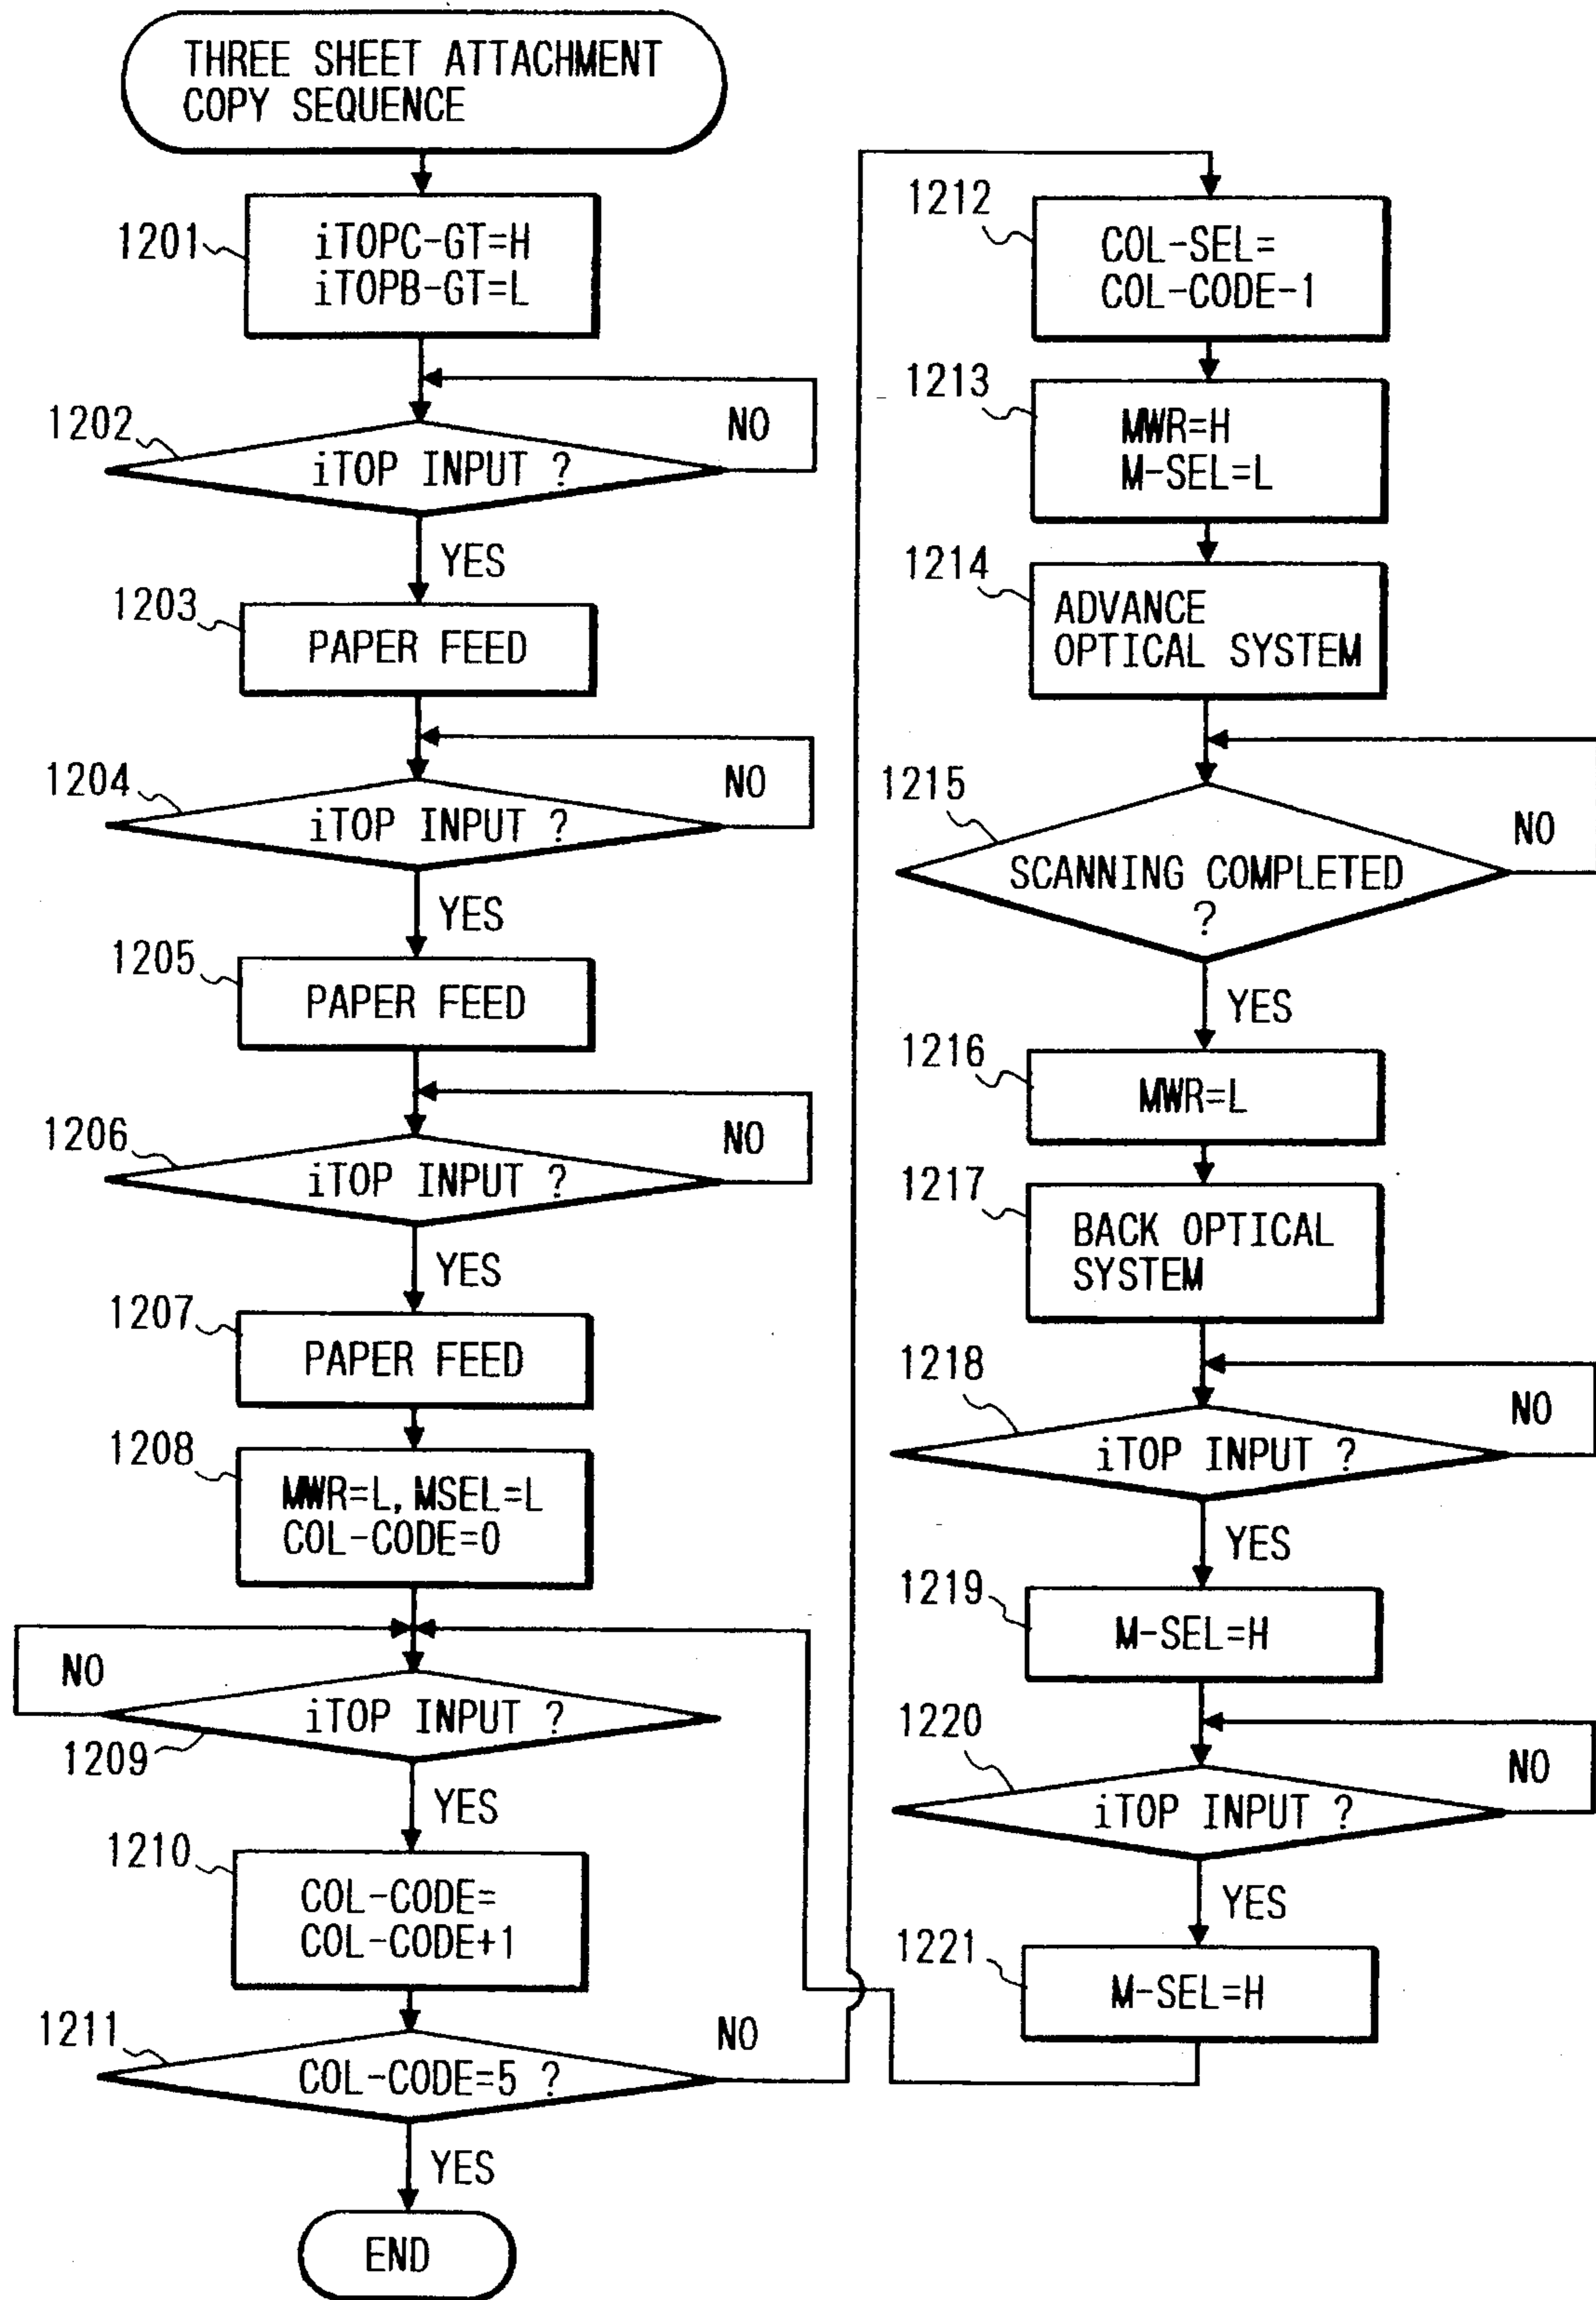 THREE SHEET ATTACHMENT
COPY SEQUENCE
1201
iTOPC-GT=H
iTOPB-GT=L
1202
iTOP INPUT ?
NO
YES
1203
PAPER FEED
1204
iTOP INPUT ?
NO
YES
1205
PAPER FEED
1206
iTOP INPUT ?
NO
YES
1207
PAPER FEED
1208
MWR=L, MSEL=L
COL-CODE=0
NO
iTOP INPUT ?
1209
YES
1210
COL-CODE=
COL-CODE+1
1211
COL-CODE=5 ?
NO
YES
END
1212
COL-SEL=
COL-CODE-1
1213
MWR=H
M-SEL=L
1214
ADVANCE
OPTICAL SYSTEM
1215
SCANNING COMPLETED
?
NO
YES
1216
MWR=L
1217
BACK OPTICAL
SYSTEM
1218
iTOP INPUT ?
NO
YES
1219
M-SEL=H
1220
iTOP INPUT ?
NO
YES
1221
M-SEL=H